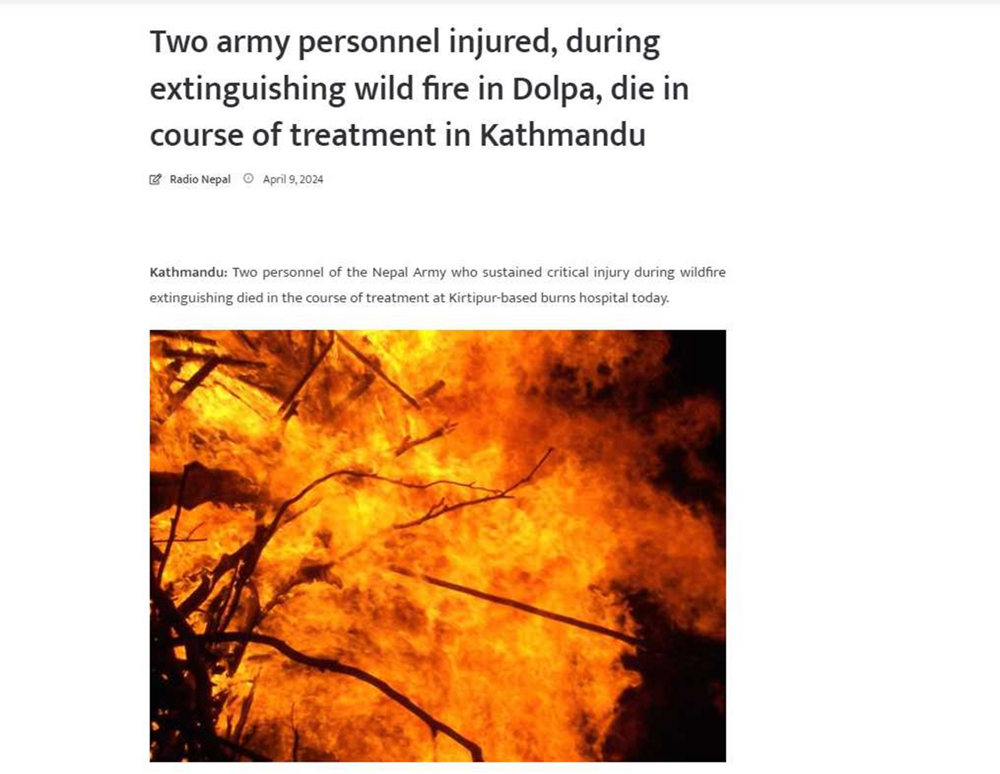 Two army personnel injured, during
extinguishing wild fire in Dolpa, die in
course of treatment in Kathmandu
Radio Nepal April 9, 2024
Kathmandu: Two personnel of the Nepal Army who sustained critical injury during wildfire
extinguishing died in the course of treatment at Kirtipur-based burns hospital today.